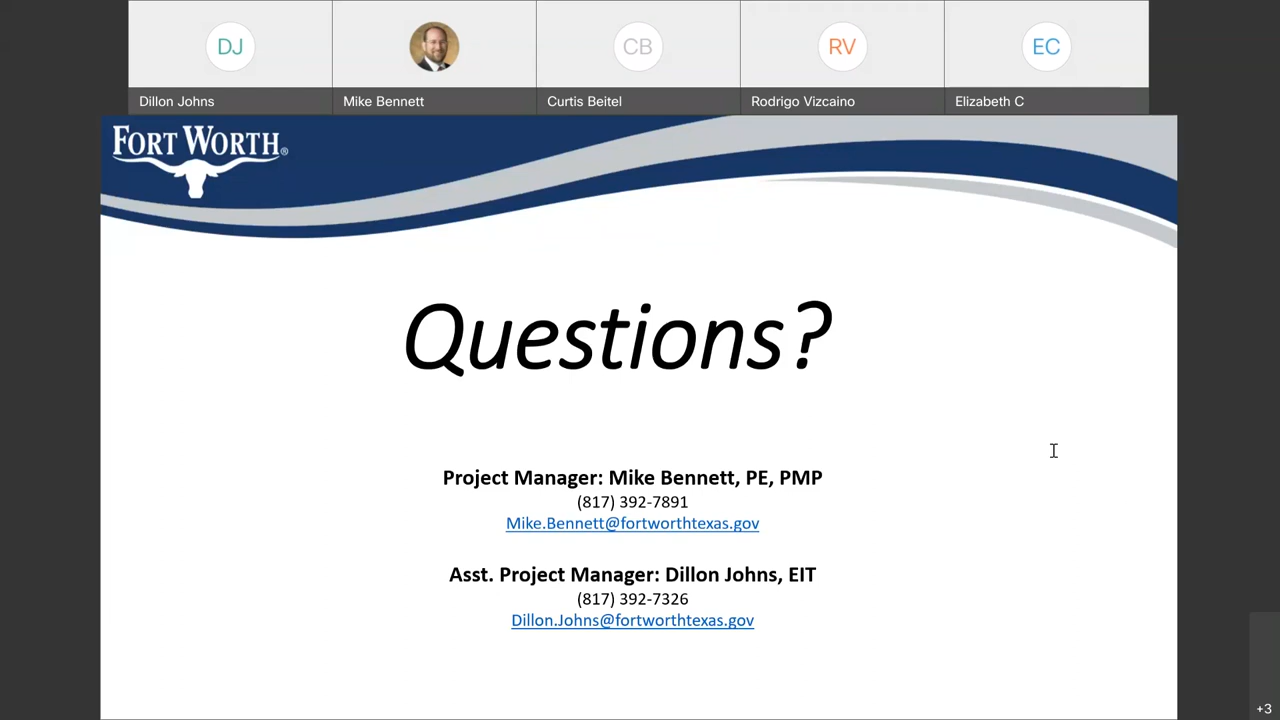 DJ
CB
RV
EC
Dillon Johns
Mike Bennett
Curtis Beitel
Rodrigo Vizcaino
Elizabeth C
FORT WORTH®
Questions?
Project Manager: Mike Bennett, PE, PMP
(817) 392-7891
Mike.Bennett@fortworthtexas.gov
Asst. Project Manager: Dillon Johns, EIT
(817) 392-7326
Dillon.Johns@fortworthtexas.gov
+3